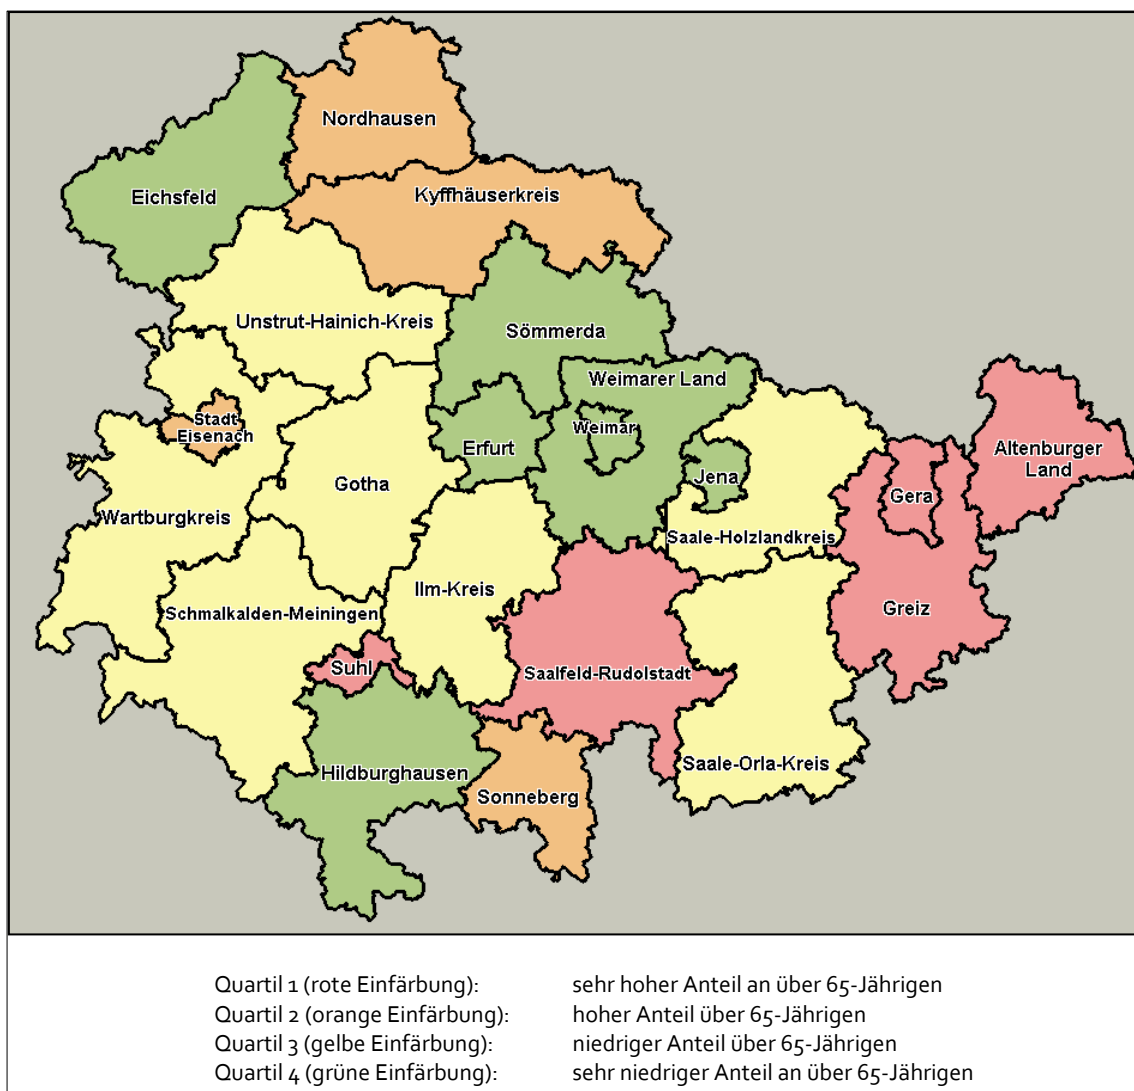 Nordhausen
Eichsfeld
Kyffhäuserkreis
Unstrut-Hainich-Kreis
Sömmerda
Weimarer Land
Stadt
Eisenach
Weimar
Erfurt
Altenburger
Land
Jena
Gotha
Gera
Wartburgkreis
Saale-Holzlandkreis
Ilm-Kreis
Greiz
Schmalkalden-Meiningen
Suhl
Saalfeld-Rudolstadt
Saale-Orla-Kreis
Hildburghausen
Sonneberg
Quartil 1 (rote Einfärbung): sehr hoher Anteil an über 65-Jährigen
Quartil 2 (orange Einfärbung): hoher Anteil über 65-Jährigen
Quartil 3 (gelbe Einfärbung): niedriger Anteil über 65-Jährigen
Quartil 4 (grüne Einfärbung): sehr niedriger Anteil an über 65-Jährigen